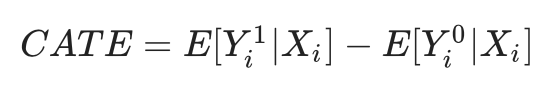 CATE = E[Y_i^1|X_i] − E[Y_i^0|X_i]